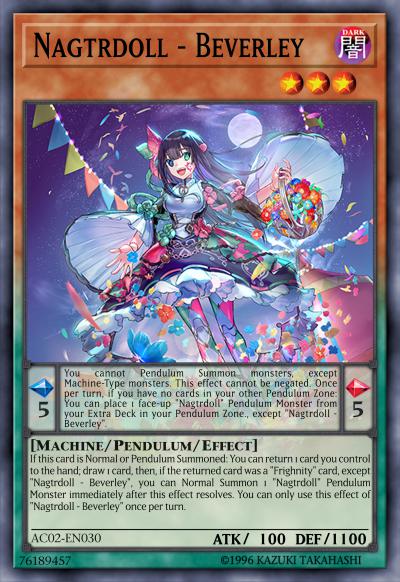 Nagtrdoll - Beverley
DARK
闇
You cannot Pendulum Summon monsters, except
Machine-Type monsters. This effect cannot be negated. Once
per turn, if you have no cards in your other Pendulum Zone:
You can place 1 face-up "Nagtrdoll" Pendulum Monster from
your Extra Deck in your Pendulum Zone., except "Nagtrdoll -
Beverley".
5
5
[Machine/Pendulum/Effect]
If this card is Normal or Pendulum Summoned: You can return 1 card you control
to the hand; draw 1 card, then, if the returned card was a "Frighnity" card, except
"Nagtrdoll - Beverley", you can Normal Summon 1 "Nagtrdoll" Pendulum
Monster immediately after this effect resolves. You can only use this effect of
"Nagtrdoll - Beverley" once per turn.
AC02-EN030
ATK/ 100 DEF/1100
76189457
©1996 KAZUKI TAKAHASHI